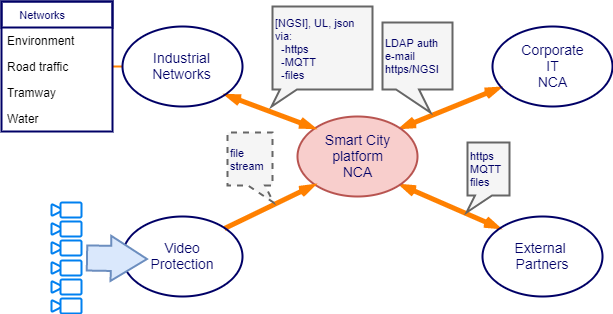 Networks
Environment
Road traffic
Tramway
Water
Industrial
Networks
[NGSI], UL, json
via:
-https
-MQTT
-files
LDAP auth
e-mail
https/NGSI
Corporate
IT
NCA
Smart City
platform
NCA
file
stream
https
MQTT
files
Video
Protection
External
Partners